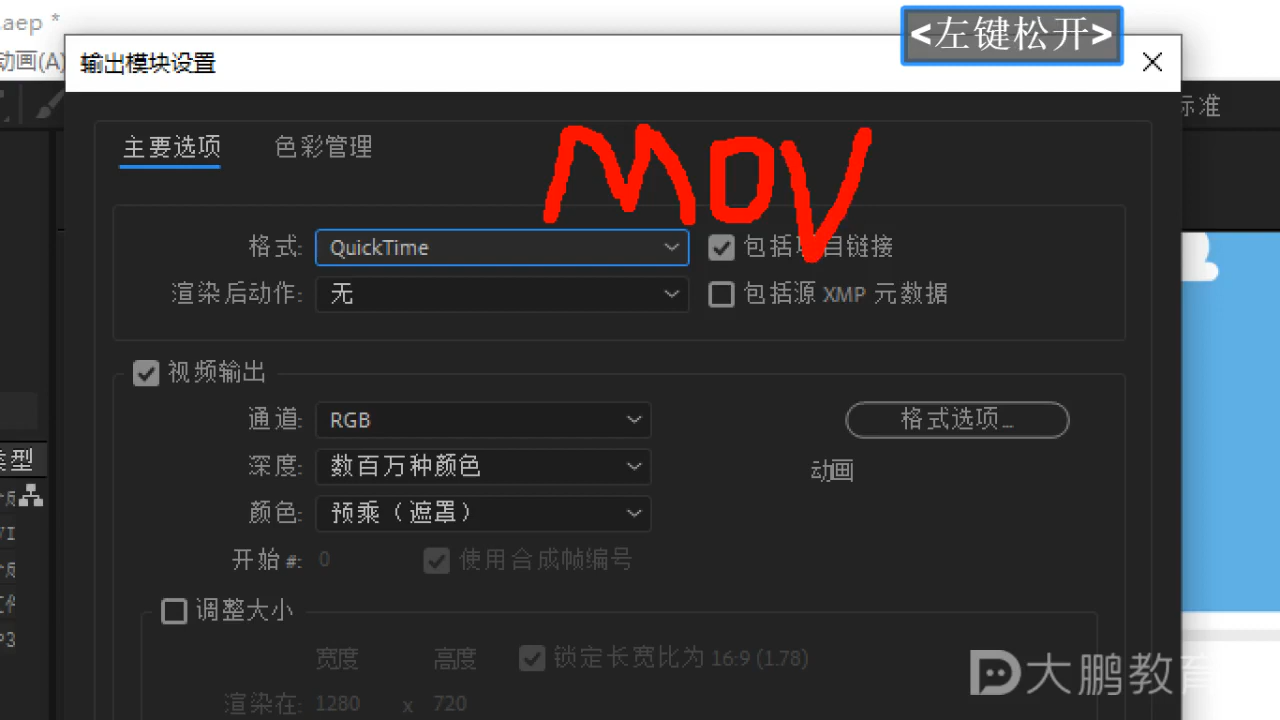 .aep *
<左键松开>
动画(A)
输出模块设置
标准
主要选项
色彩管理
MOV
格式:
QuickTime
包括项目链接
渲染后动作:
无
包括源 XMP 元数据
视频输出
通道:
RGB
格式选项...
深度:
数百万种颜色
动画
颜色:
预乘（遮罩）
开始 #:
0
使用合成帧编号
类型
调整大小
宽度
高度
锁定长宽比为 16:9 (1.78)
渲染在:
1280
x
720
P3
大鹏教育